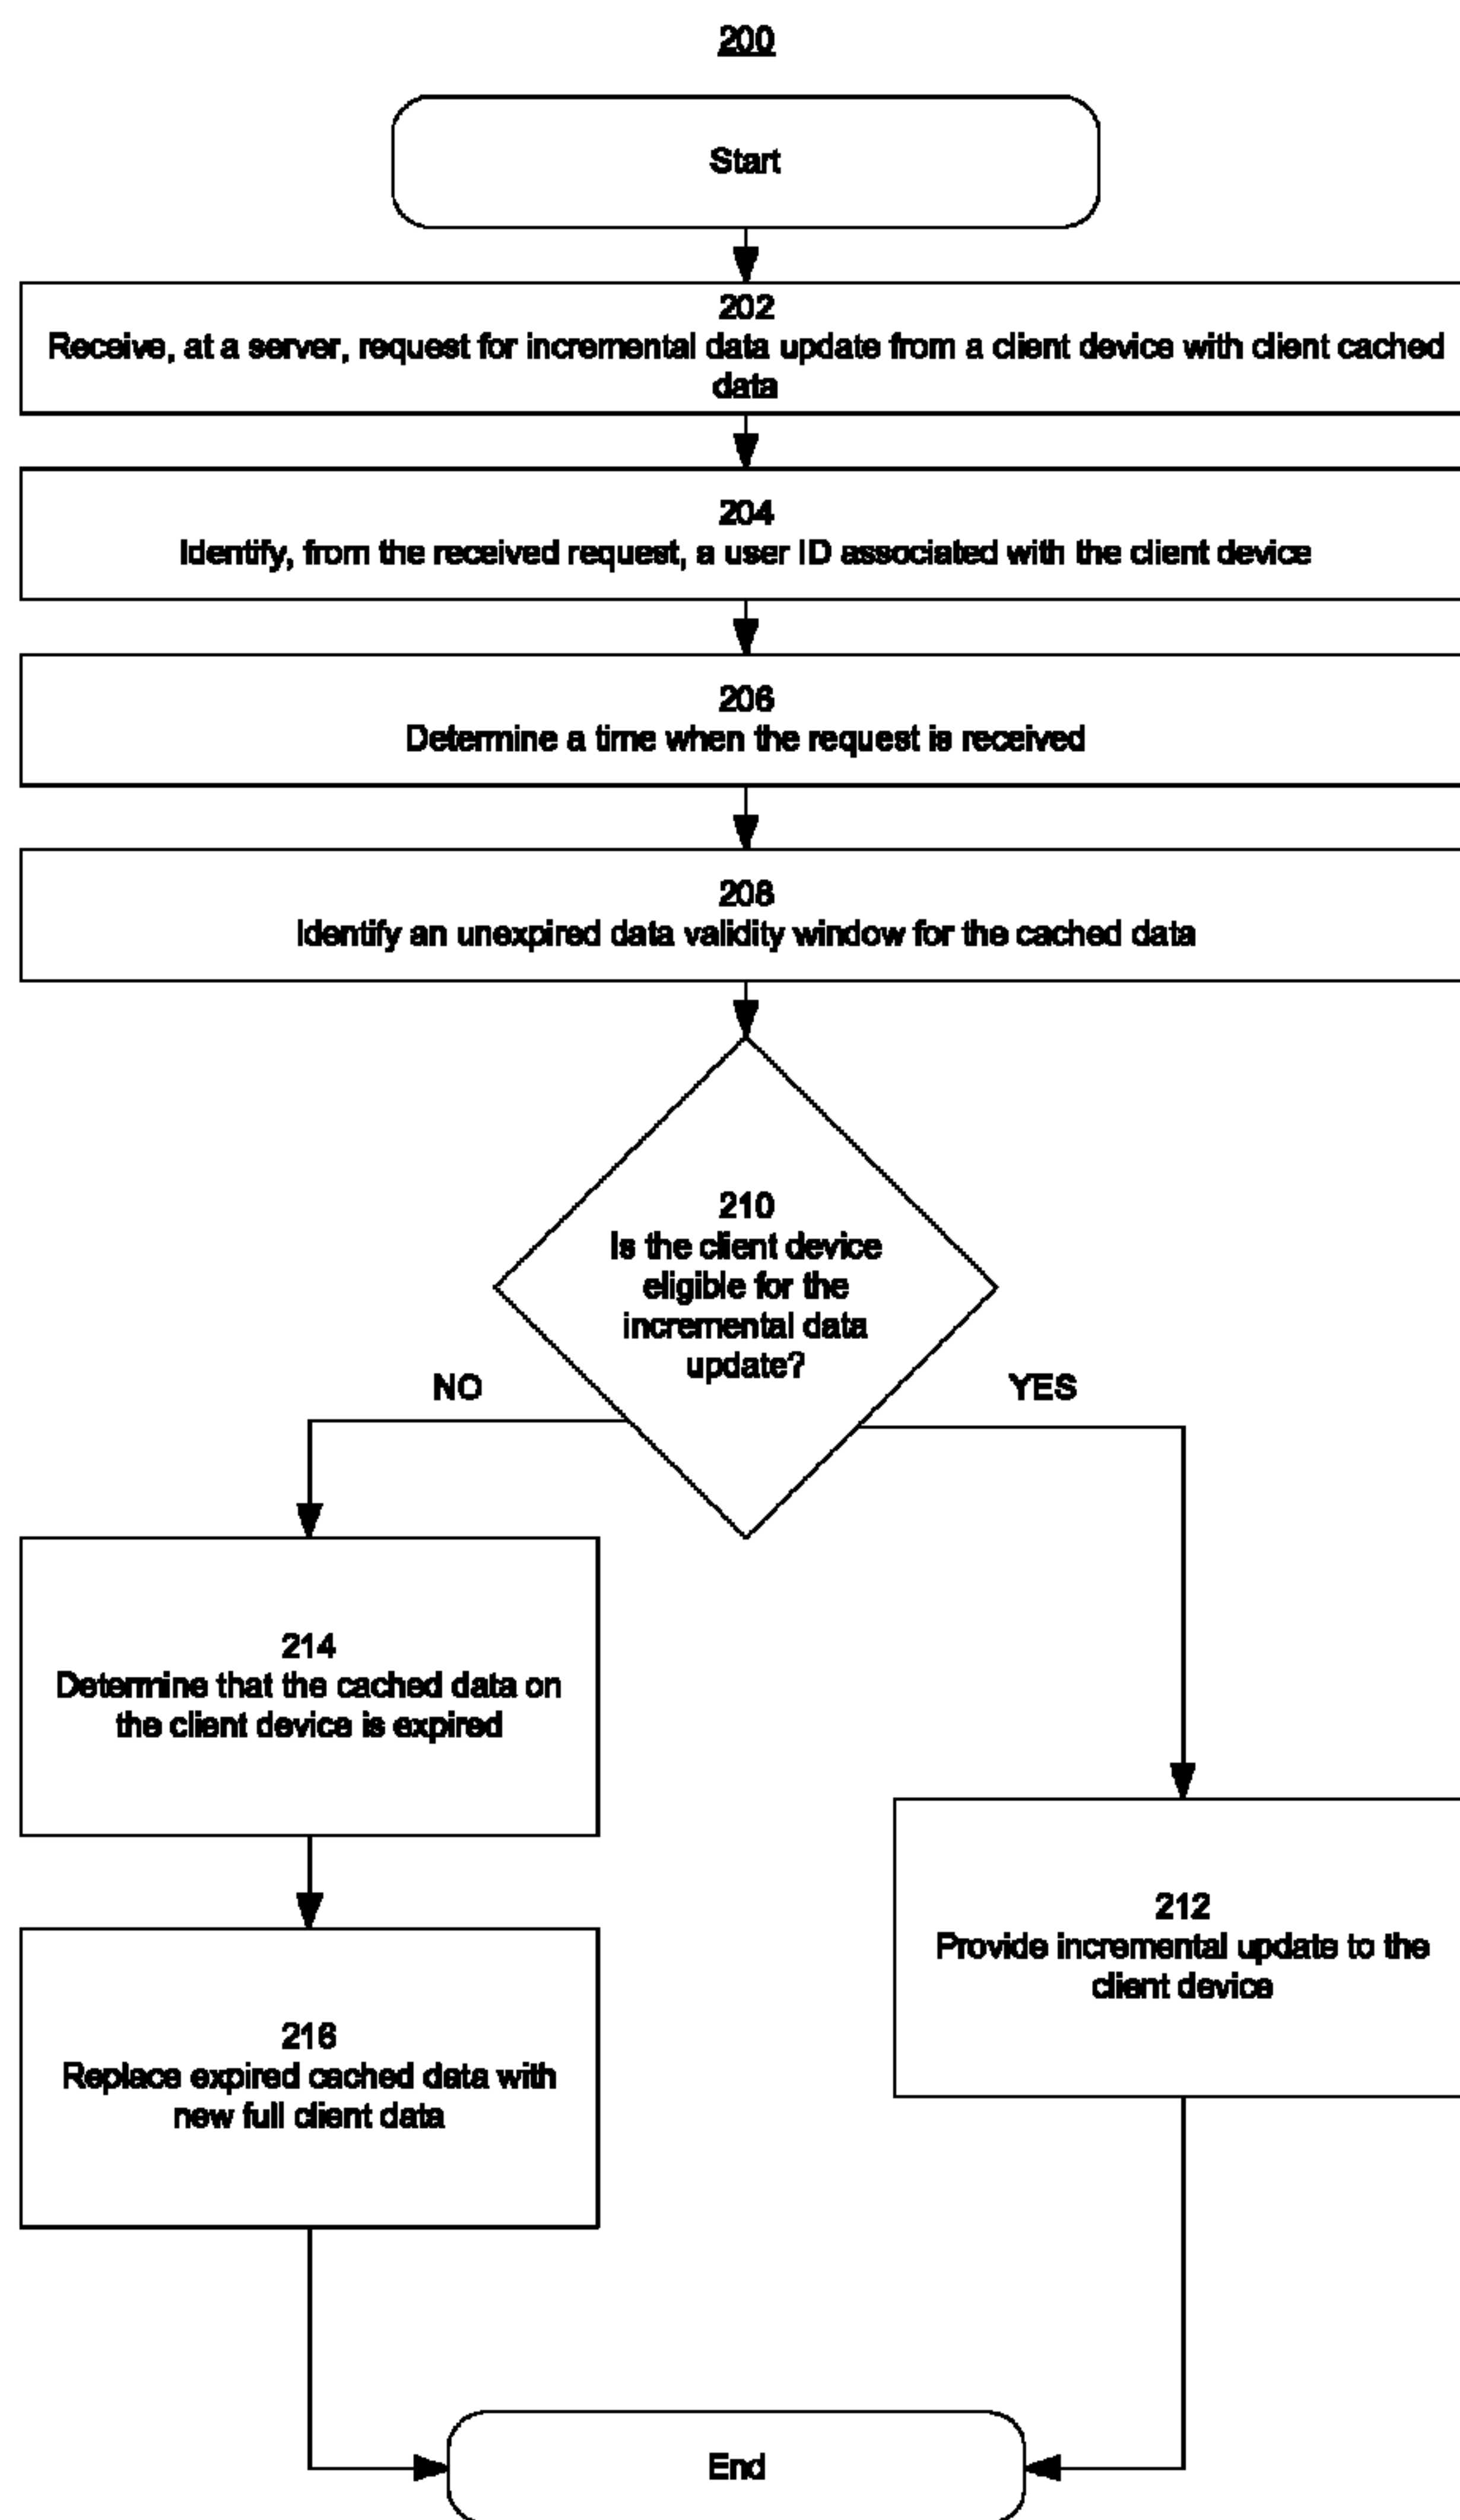 200
Start
202
Receive, at a server, request for incremental data update from a client device with client cached
data
204
Identify, from the received request, a user ID associated with the client device
206
Determine a time when the request is received
208
Identify an unexpired data validity window for the cached data
210
Is the client device
eligible for the
incremental data
update?
NO
YES
214
Determine that the cached data on
the client device is expired
212
Provide incremental update to the
client device
216
Replace expired cached data with
new full client data
End